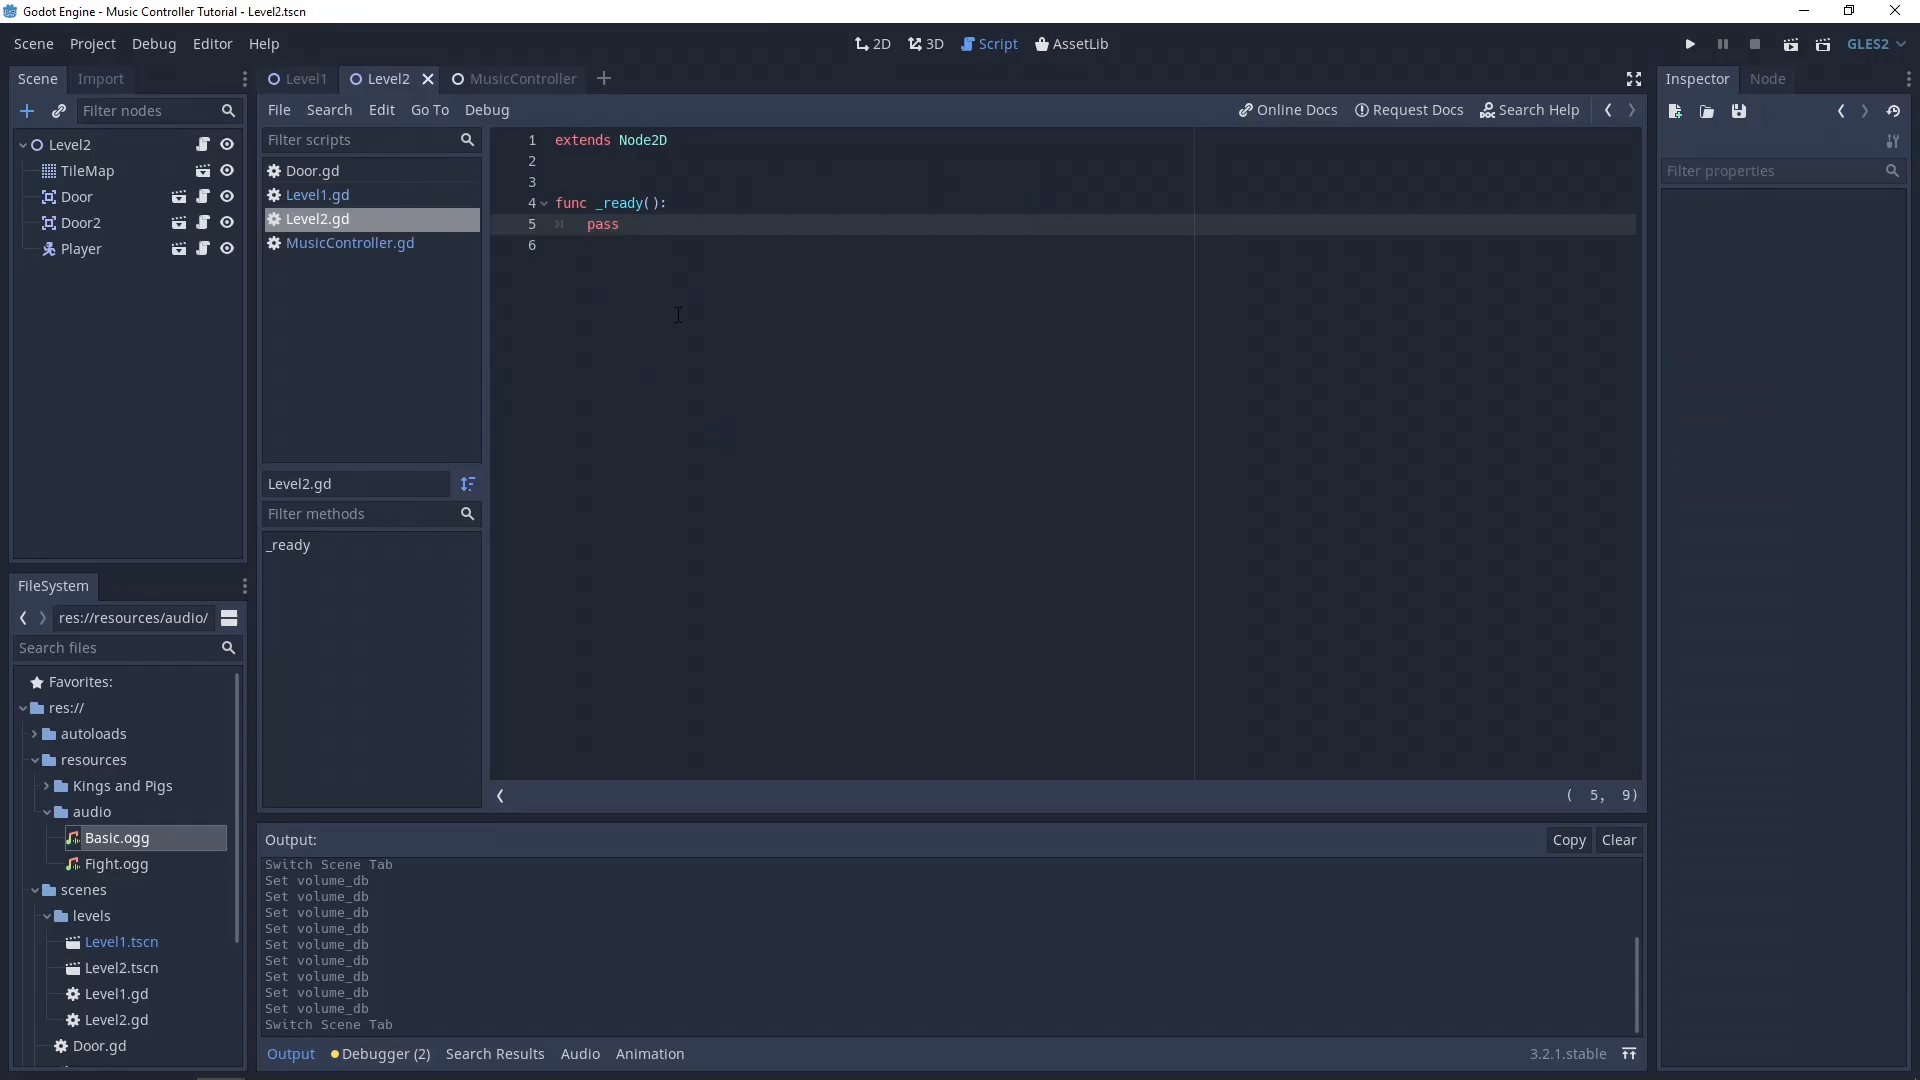 Godot Engine - Music Controller Tutorial - Level2.tscn
Scene Project Debug Editor Help
2D 3D Script AssetLib
GLES2
Scene Import
Filter nodes
Level2
TileMap
Door
Door2
Player
FileSystem
res://resources/audio/
Search files
Favorites:
res://
autoloads
resources
Kings and Pigs
audio
Basic.ogg
Fight.ogg
scenes
levels
Level1.tscn
Level2.tscn
Level1.gd
Level2.gd
Door.gd
Level1 Level2 MusicController
File Search Edit Go To Debug
Online Docs Request Docs Search Help
Filter scripts
Door.gd
Level1.gd
Level2.gd
MusicController.gd
Level2.gd
Filter methods
_ready
1 extends Node2D
2
3
4 func _ready():
5 pass
6
( 5, 9)
Output:
Copy Clear
Switch Scene Tab
Set volume_db
Set volume_db
Set volume_db
Set volume_db
Set volume_db
Set volume_db
Set volume_db
Set volume_db
Set volume_db
Switch Scene Tab
Output Debugger (2) Search Results Audio Animation
3.2.1.stable
Inspector Node
Filter properties